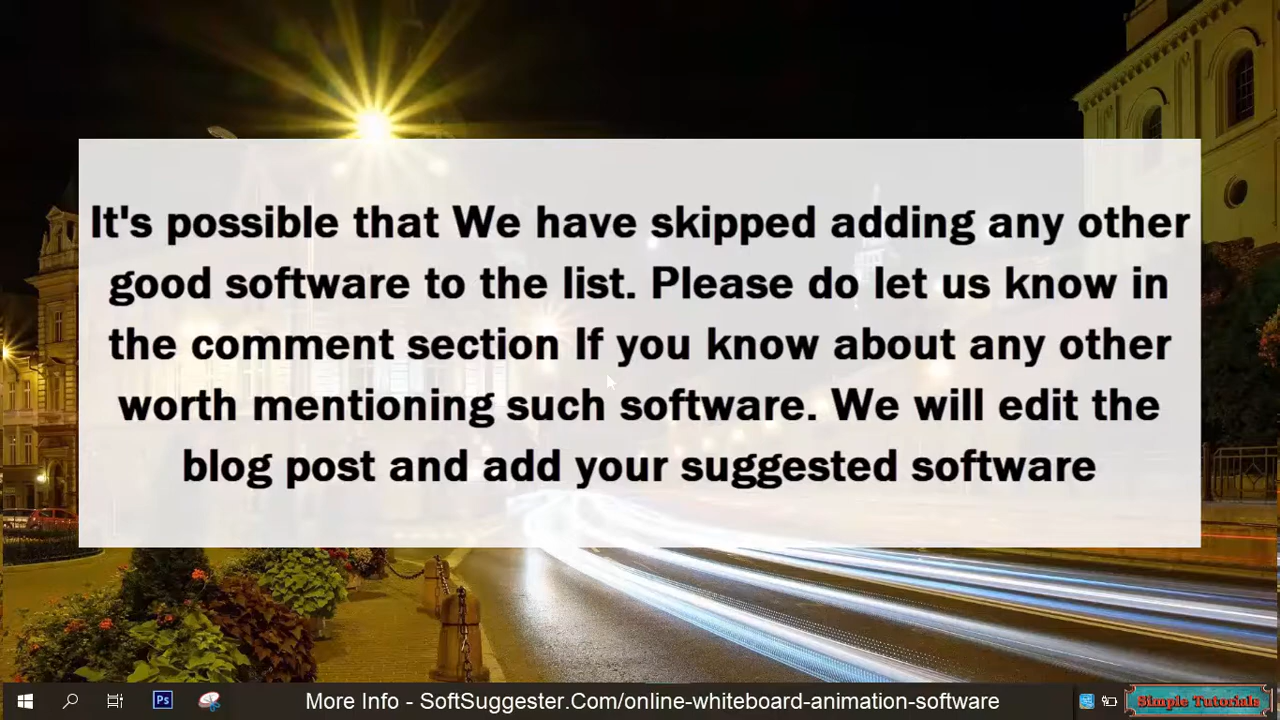 It's possible that We have skipped adding any other
good software to the list. Please do let us know in
the comment section If you know about any other
worth mentioning such software. We will edit the
blog post and add your suggested software
Ps
More Info - SoftSuggester.Com/online-whiteboard-animation-software
Simple Tutorials